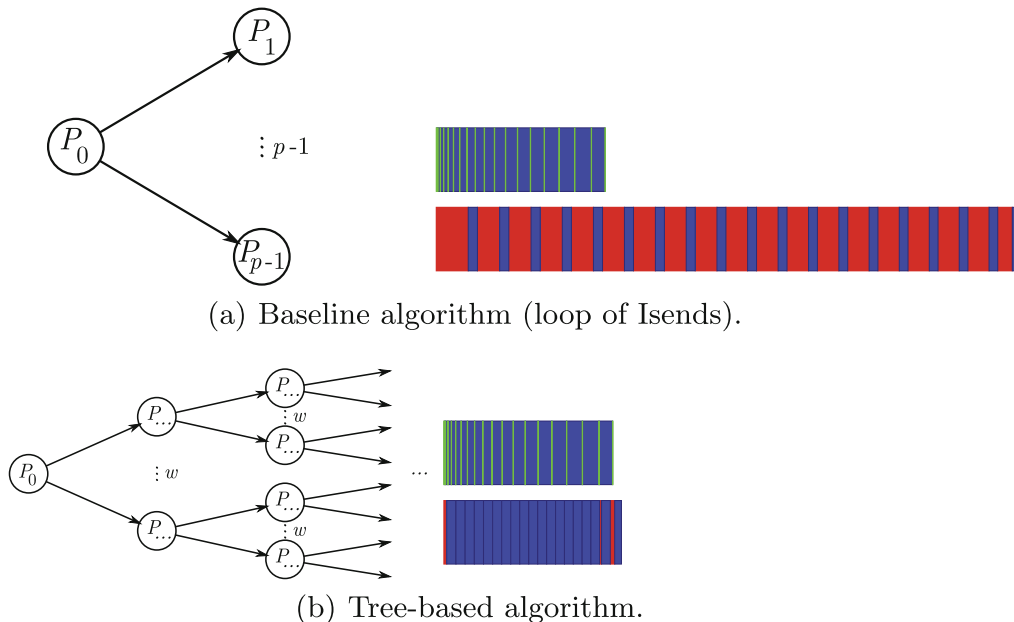 P1
P0
⋮ p-1
Pp-1
(a) Baseline algorithm (loop of Isends).
P...
P...
⋮ w
P...
P0
⋮ w
...
P...
P...
⋮ w
P...
(b) Tree-based algorithm.